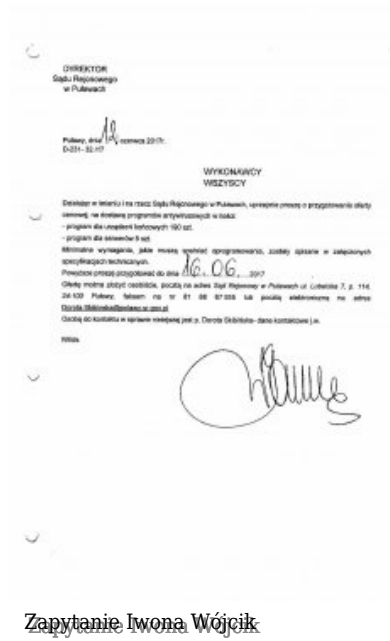 DYREKTOR
Sądu Rejonowego
w Puławach
Puławy, dnia 12 czerwca 2017r.
D-231- 32 /17
WYKONAWCY
WSZYSCY
Działając w imieniu i na rzecz Sądu Rejonowego w Puławach, uprzejmie proszę o przygotowanie oferty
cenowej, na dostawę programów antywirusowych w ilości:
- program dla urządzeń końcowych 190 szt.
- program dla serwerów 5 szt.
Minimalne wymagania, jakie muszą spełniać oprogramowania, zostały opisane w załączonych
specyfikacjach technicznych.
Powyższe proszę przygotować do dnia 16.06. 2017
Ofertę można złożyć osobiście, pocztą na adres Sąd Rejonowy w Puławach ul. Lubelska 7, p. 114,
24-100 Puławy, faksem na nr 81 88 lub pocztą elektroniczną na adres
Osobą do kontaktu w sprawie niniejszej jest p. Dorota Skibińska- dane kontaktowe j.w.
Zapytanie Iwona Wójcik